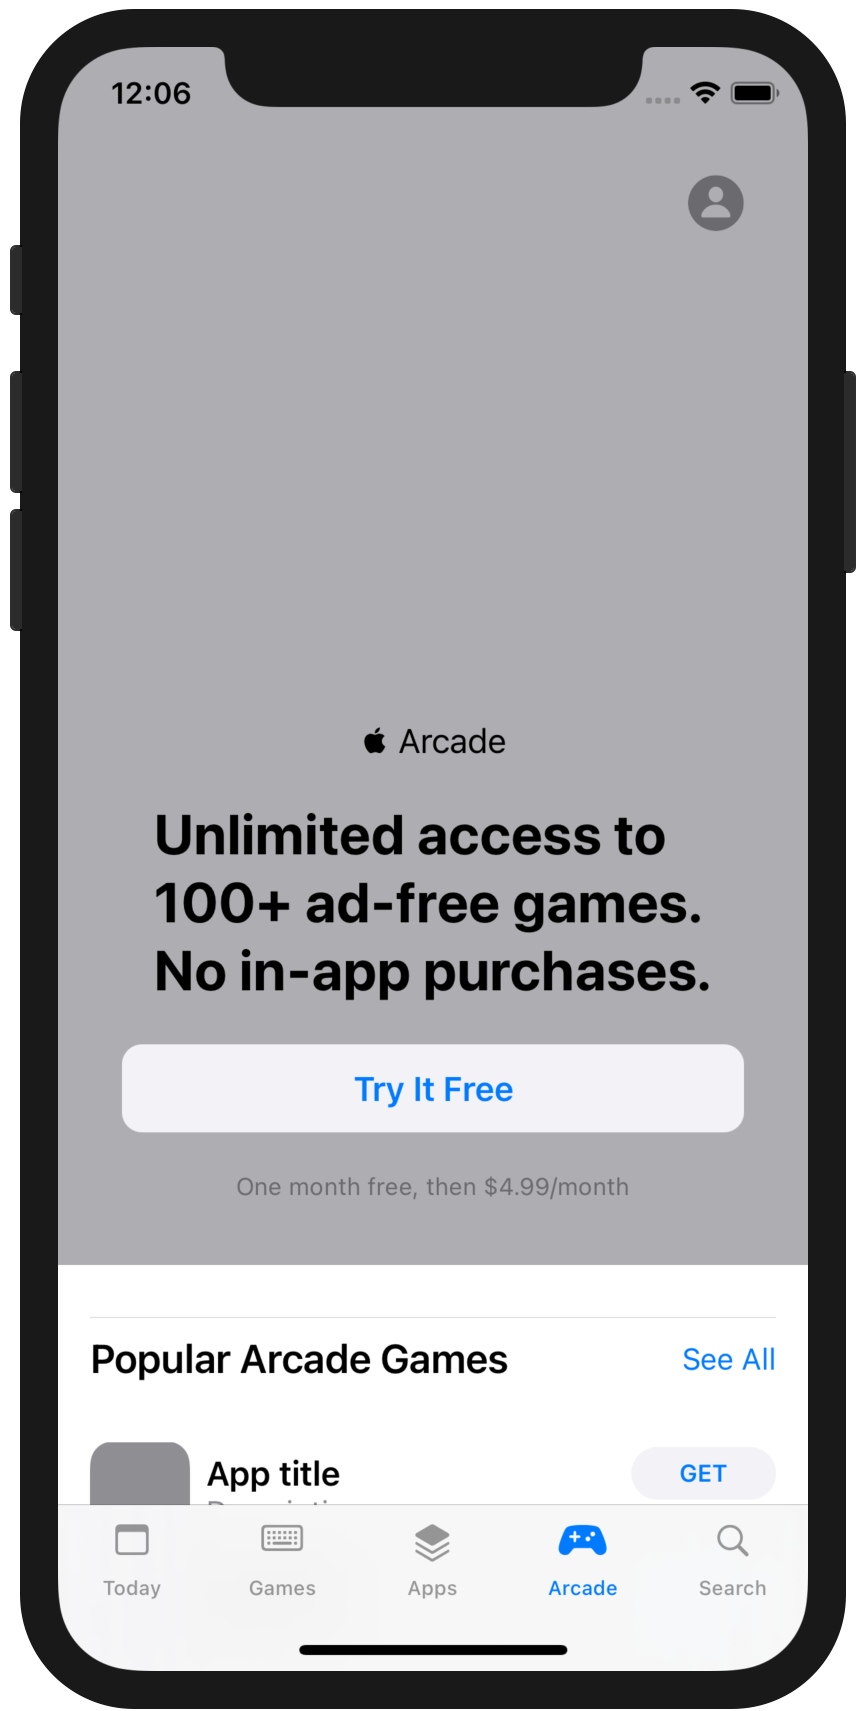 12:06
Arcade
Unlimited access to
100+ ad-free games.
No in-app purchases.
Try It Free
One month free, then $4.99/month
Popular Arcade Games
See All
App title
GET
Today
Games
Apps
Arcade
Search